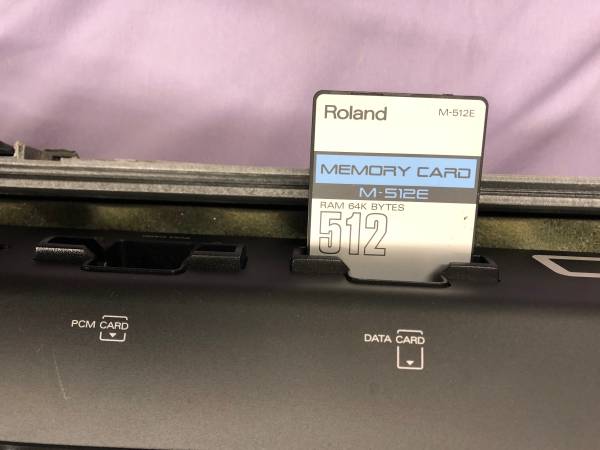 Roland M-512E
MEMORY CARD
M-512E
RAM 64K BYTES
512
PCM CARD
DATA CARD